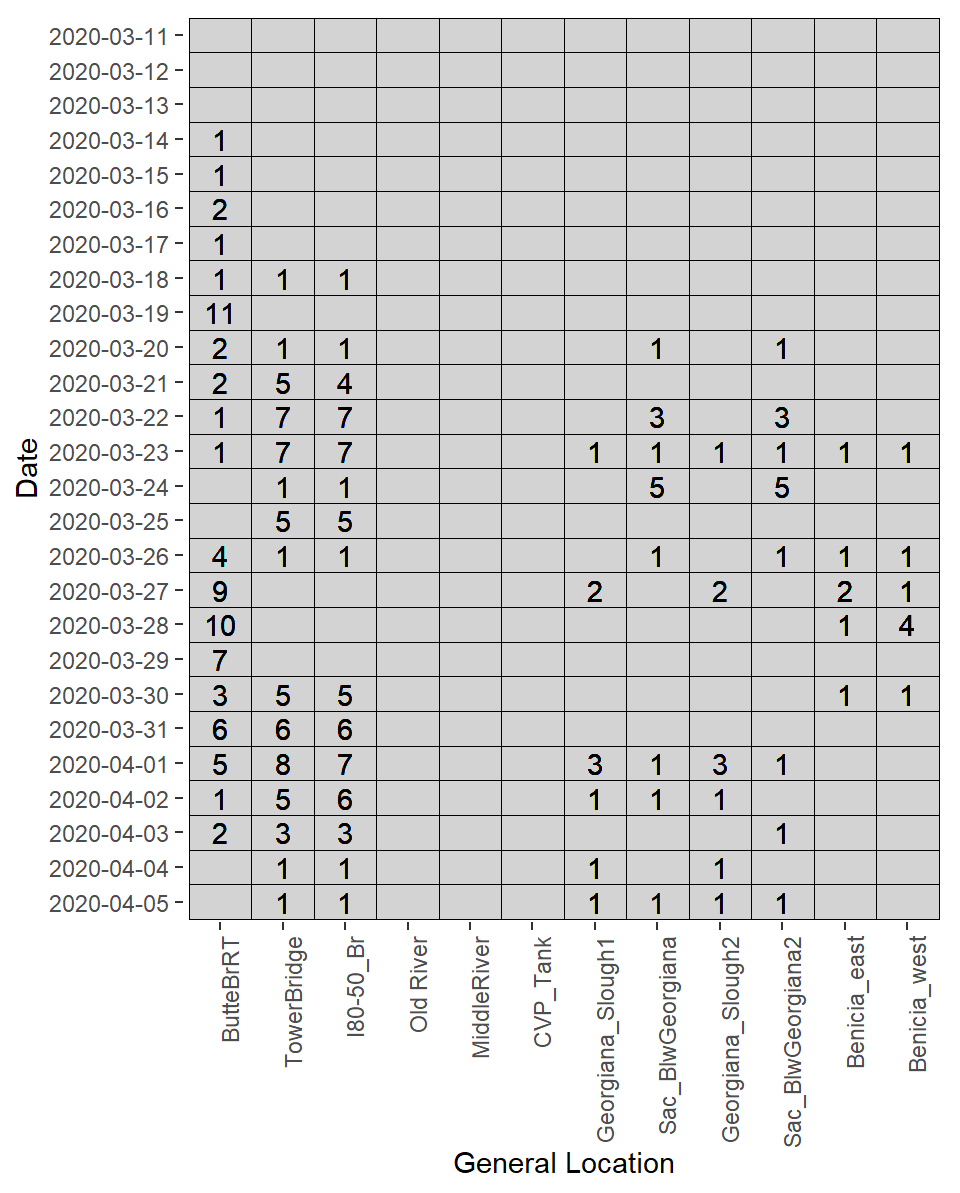 2020-03-11
2020-03-12
2020-03-13
2020-03-14 1
2020-03-15 1
2020-03-16 2
2020-03-17 1
2020-03-18 1 1 1
2020-03-19 11
2020-03-20 2 1 1 1 1
2020-03-21 2 5 4
2020-03-22 1 7 7 3 3
2020-03-23 1 7 7 1 1 1 1 1 1
2020-03-24 1 1 5 5
2020-03-25 5 5
2020-03-26 4 1 1 1 1 1 1
2020-03-27 9 2 2 2 1
2020-03-28 10 1 4
2020-03-29 7
2020-03-30 3 5 5 1 1
2020-03-31 6 6 6
2020-04-01 5 8 7 3 1 3 1
2020-04-02 1 5 6 1 1 1
2020-04-03 2 3 3 1
2020-04-04 1 1 1 1
2020-04-05 1 1 1 1 1 1
Date
ButteBrRT
TowerBridge
I80-50_Br
Old River
MiddleRiver
CVP_Tank
Georgiana_Slough1
Sac_BlwGeorgiana
Georgiana_Slough2
Sac_BlwGeorgiana2
Benicia_east
Benicia_west
General Location